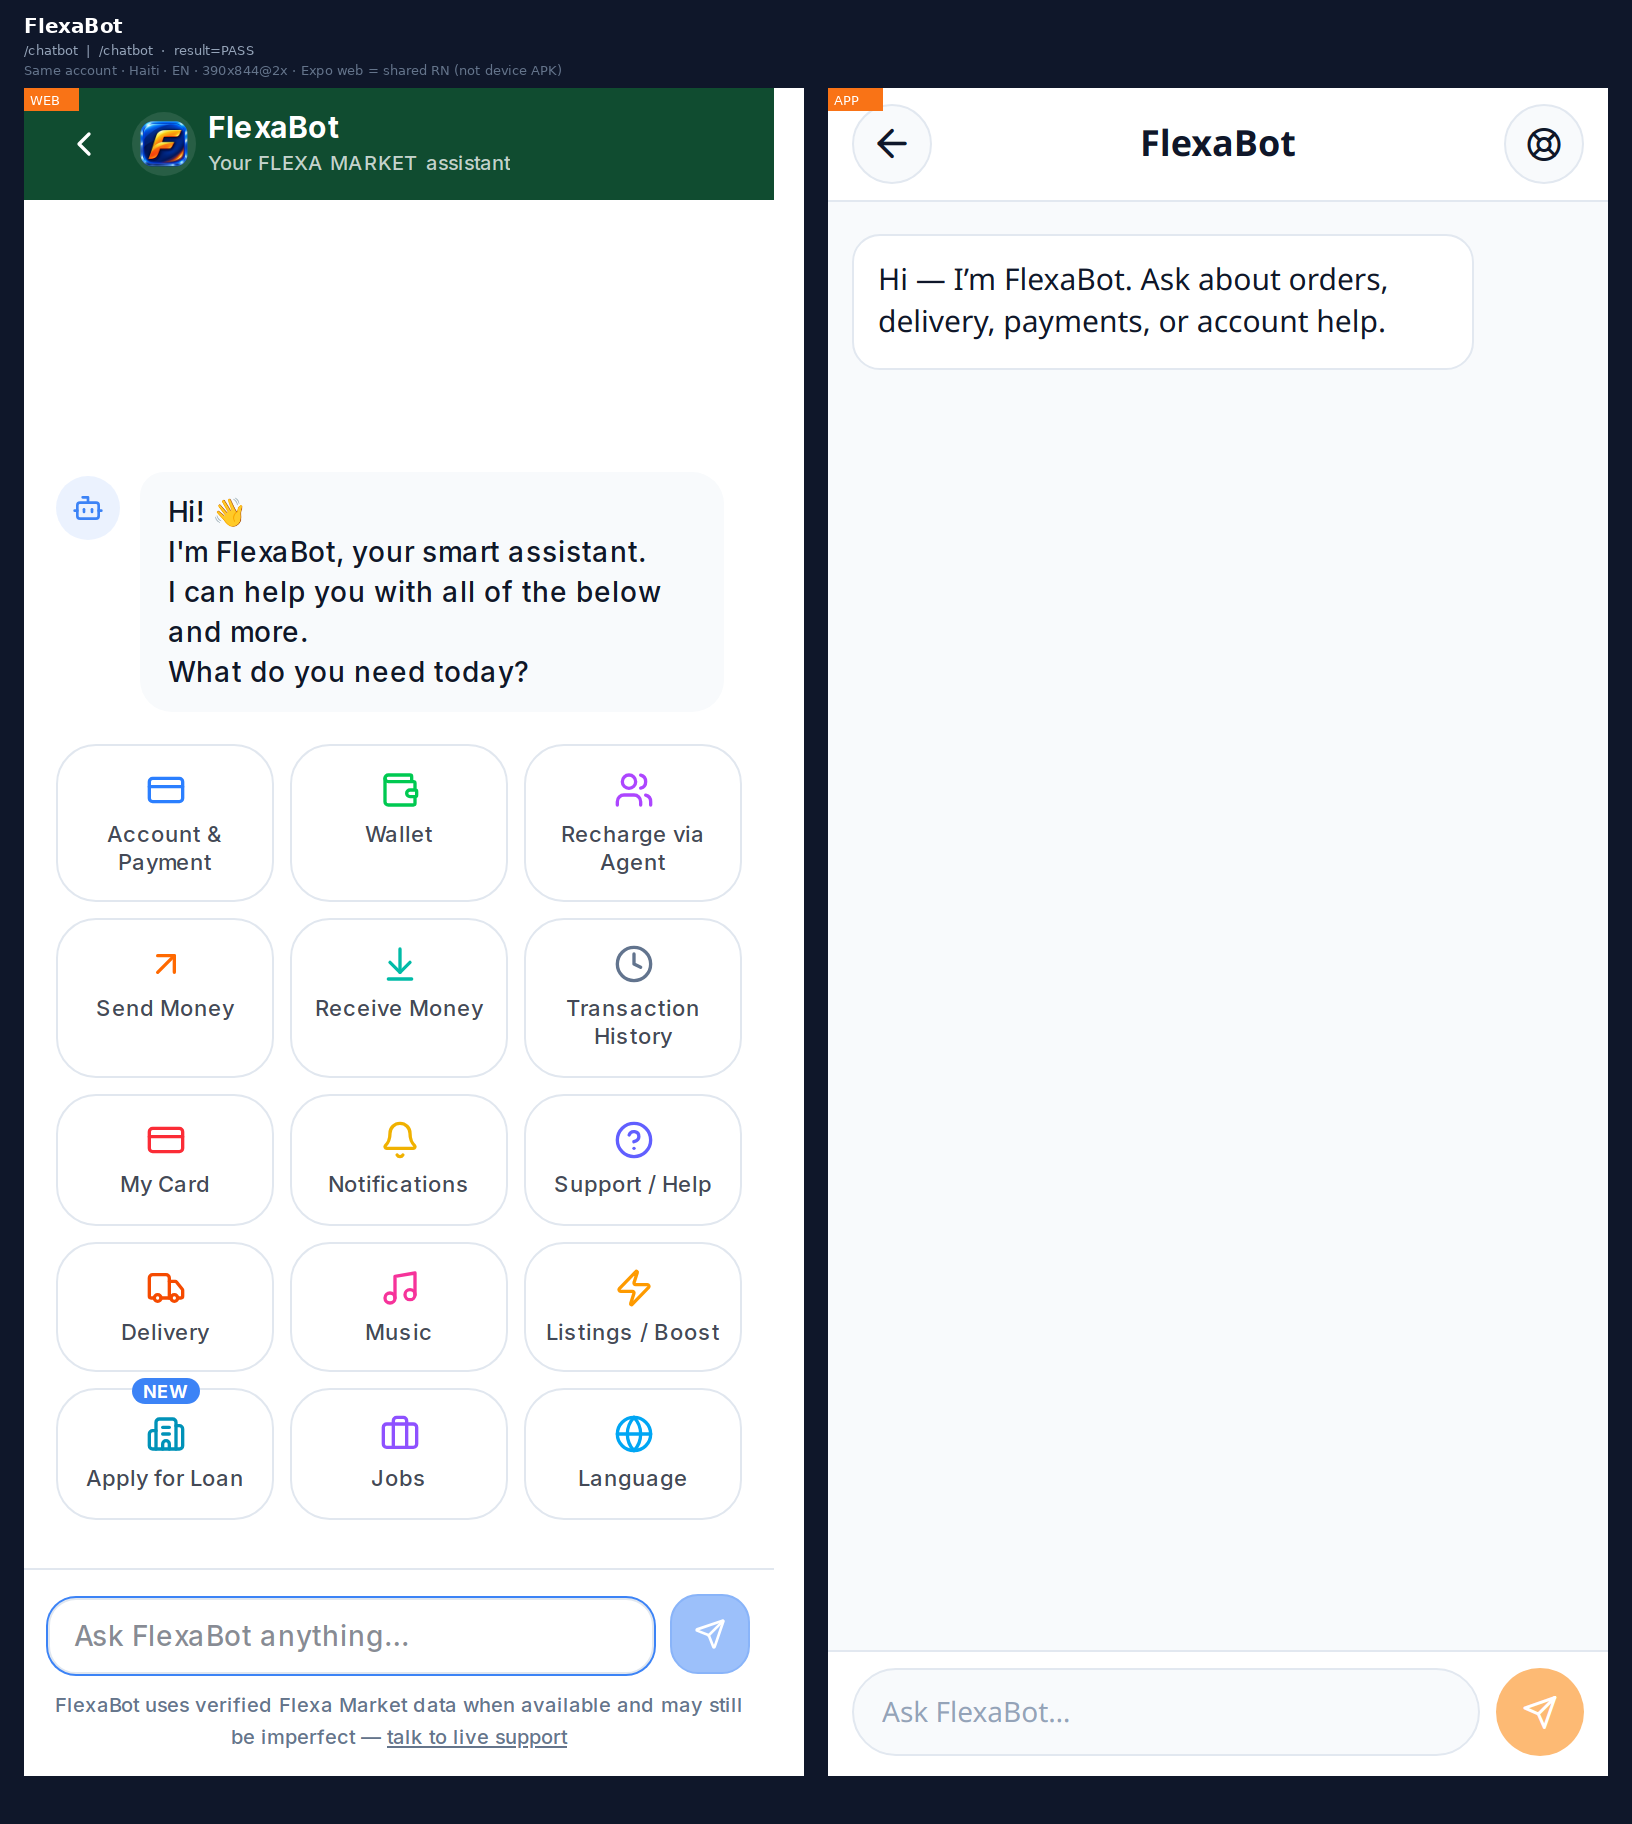 FlexaBot
/chatbot | /chatbot · result=PASS
Same account · Haiti · EN · 390x844@2x · Expo web = shared RN (not device APK)
WEB
FlexaBot
Your FLEXA MARKET assistant
Hi! 👋
I'm FlexaBot, your smart assistant.
I can help you with all of the below
and more.
What do you need today?
Account &
Payment
Wallet
Recharge via
Agent
Send Money
Receive Money
Transaction
History
My Card
Notifications
Support / Help
Delivery
Music
Listings / Boost
NEW
Apply for Loan
Jobs
Language
Ask FlexaBot anything...
FlexaBot uses verified Flexa Market data when available and may still
be imperfect — talk to live support
APP
FlexaBot
Hi — I’m FlexaBot. Ask about orders,
delivery, payments, or account help.
Ask FlexaBot...